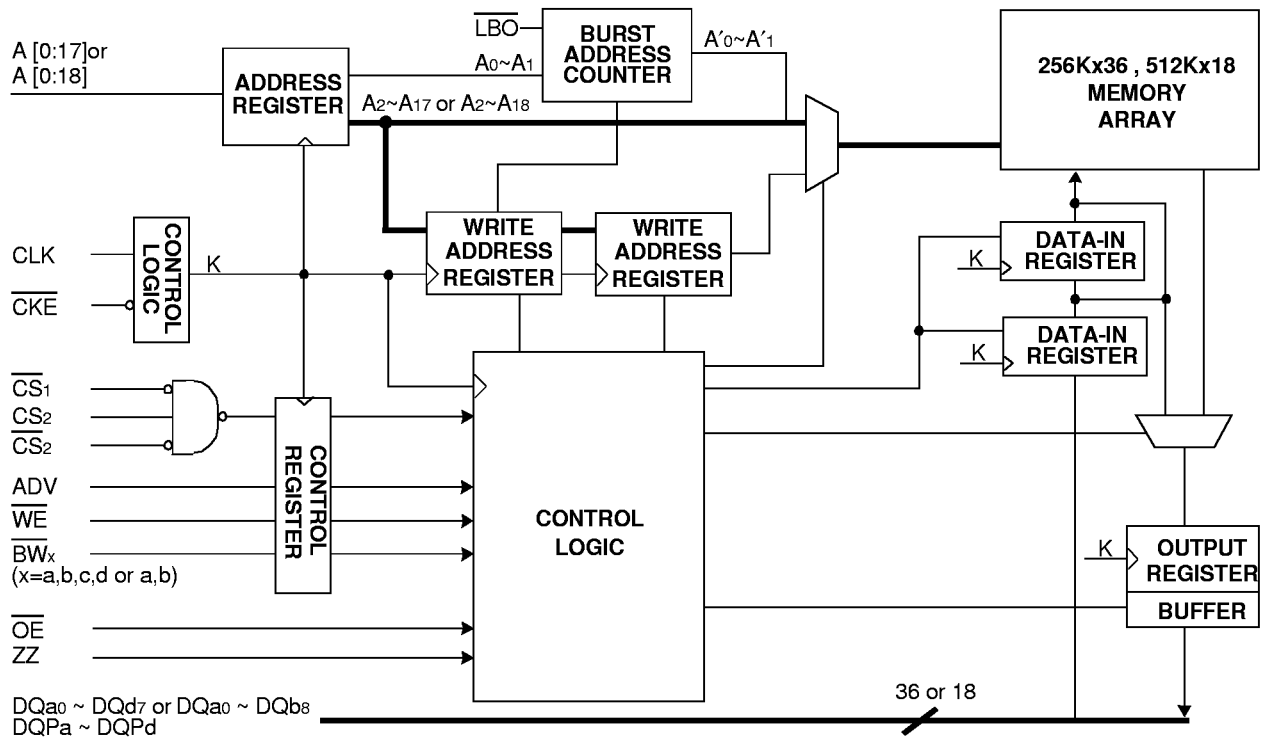 A [0:17]or
A [0:18]
ADDRESS
REGISTER
LBO
A0~A1
BURST
ADDRESS
COUNTER
A′0~A′1
A2~A17 or A2~A18
256Kx36 , 512Kx18
MEMORY
ARRAY
CLK
CKE
CONTROL
LOGIC
K
WRITE
ADDRESS
REGISTER
WRITE
ADDRESS
REGISTER
K
DATA-IN
REGISTER
K
DATA-IN
REGISTER
CS1
CS2
CS2
ADV
WE
BWx
(x=a,b,c,d or a,b)
CONTROL
REGISTER
CONTROL
LOGIC
K
OUTPUT
REGISTER
BUFFER
OE
ZZ
DQa0 ~ DQd7 or DQa0 ~ DQb8
DQPa ~ DQPd
36 or 18